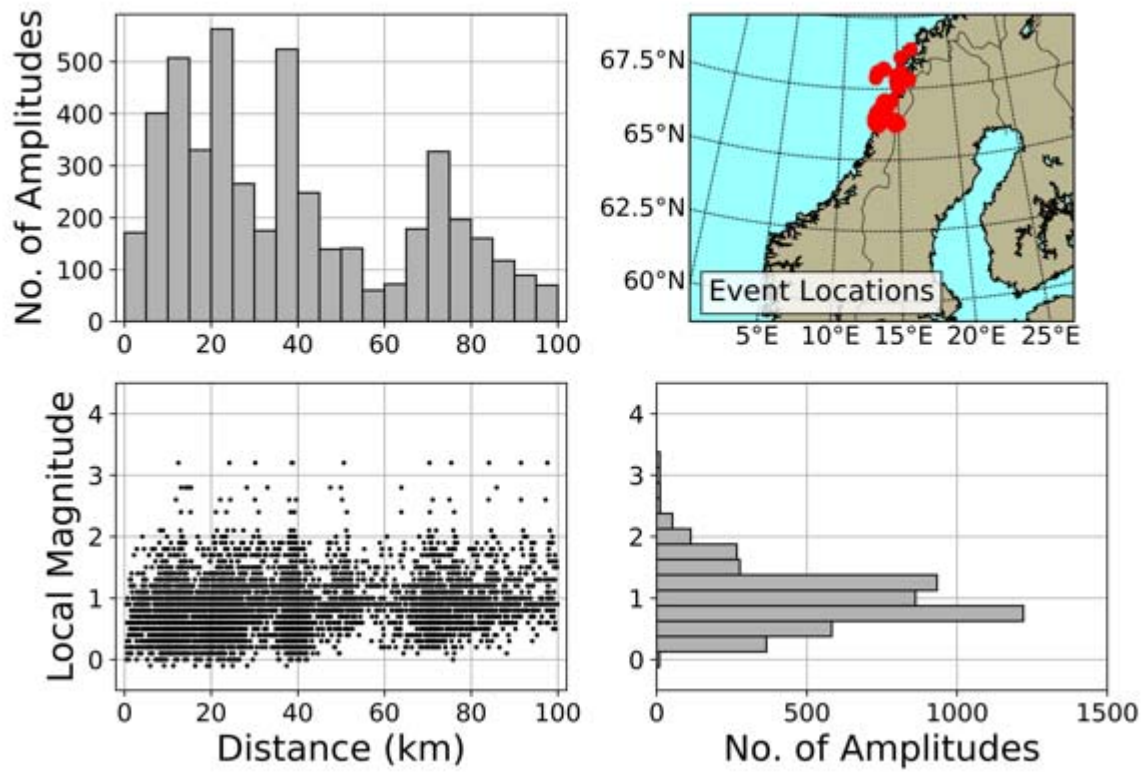 No. of Amplitudes
500
400
300
200
100
0
0 20 40 60 80 100
67.5°N
65°N
62.5°N
60°N
Event Locations
5°E 10°E 15°E 20°E 25°E
Local Magnitude
4
3
2
1
0
0 20 40 60 80 100
Distance (km)
4
3
2
1
0
0 500 1000 1500
No. of Amplitudes